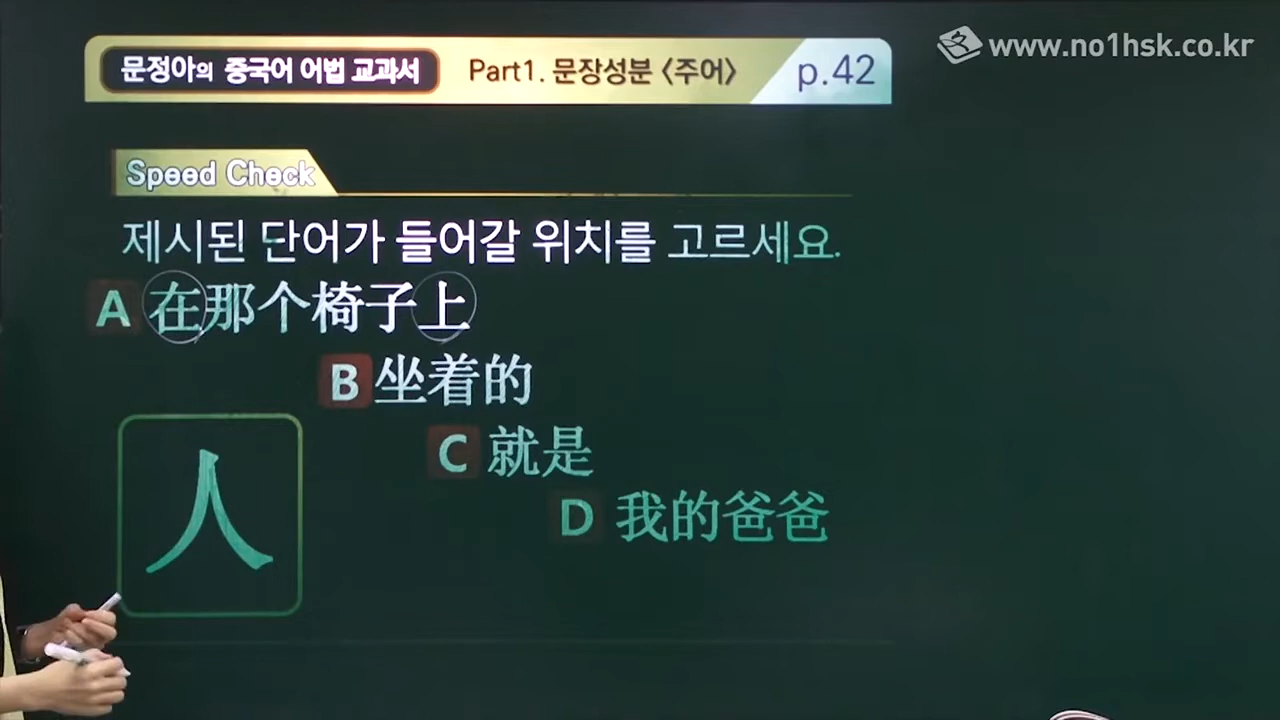 www.no1hsk.co.kr
문정아의 중국어 어법 교과서 Part1. 문장성분 <주어> p.42
Speed Check
제시된 단어가 들어갈 위치를 고르세요.
A 在那个椅子上
B 坐着的
C 就是
D 我的爸爸
人